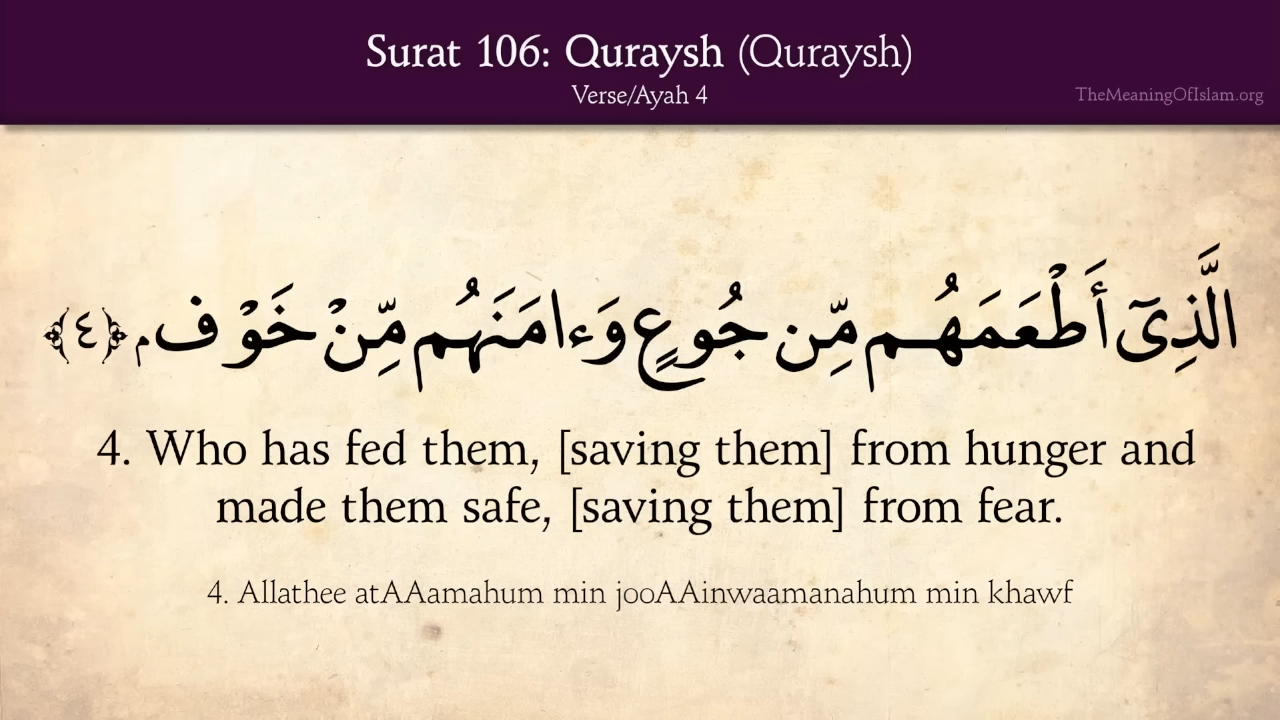 Surat 106: Quraysh (Quraysh)
Verse/Ayah 4
TheMeaningOfIslam.org
الَّذِىٓ أَطْعَمَهُم مِّن جُوعٍ وَءَامَنَهُم مِّنْ خَوْفٍۭ ﴿٤﴾
4. Who has fed them, [saving them] from hunger and
made them safe, [saving them] from fear.
4. Allathee atAAamahum min jooAAinwaamanahum min khawf